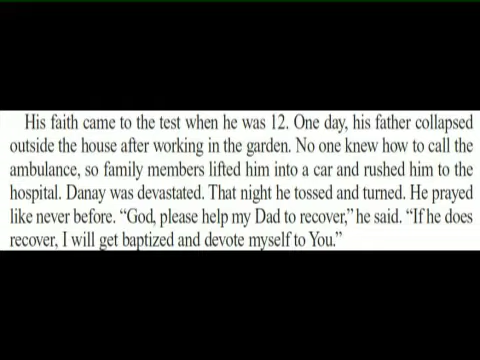 His faith came to the test when he was 12. One day, his father collapsed
outside the house after working in the garden. No one knew how to call the
ambulance, so family members lifted him into a car and rushed him to the
hospital. Danay was devastated. That night he tossed and turned. He prayed
like never before. “God, please help my Dad to recover,” he said. “If he does
recover, I will get baptized and devote myself to You.”